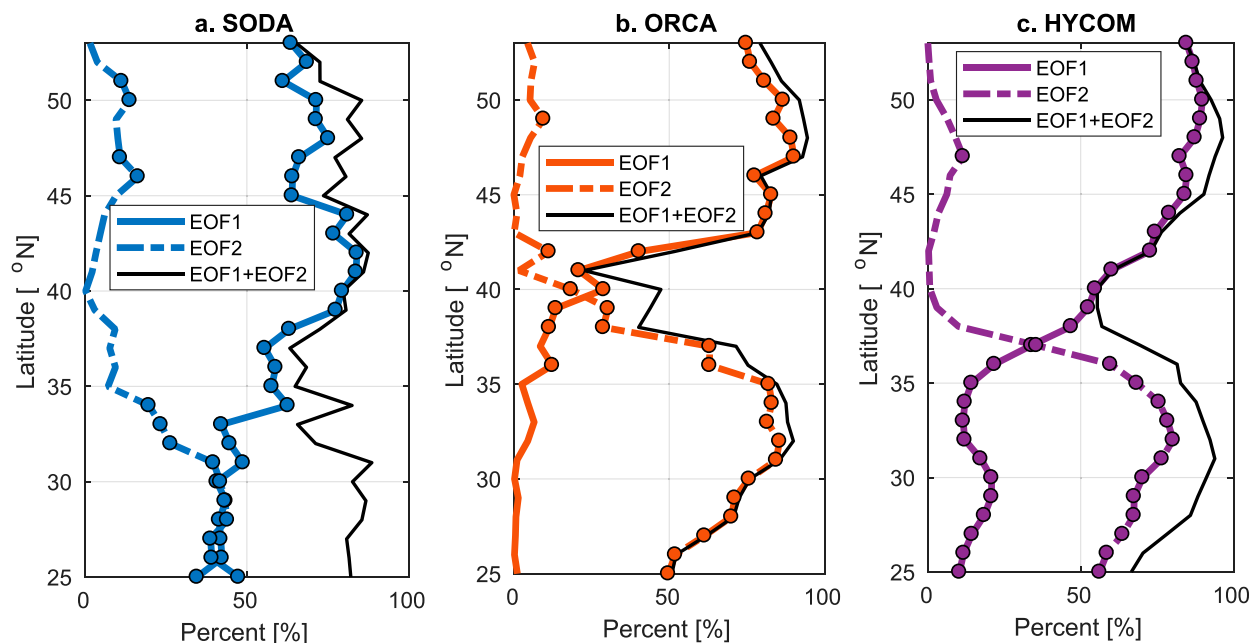 a. SODA
b. ORCA
c. HYCOM
Latitude [ °N]
50
45
40
35
30
25
EOF1
EOF2
EOF1+EOF2
0
50
100
Percent [%]
Latitude [ °N]
50
45
40
35
30
25
EOF1
EOF2
EOF1+EOF2
0
50
100
Percent [%]
Latitude [ °N]
50
45
40
35
30
25
EOF1
EOF2
EOF1+EOF2
0
50
100
Percent [%]